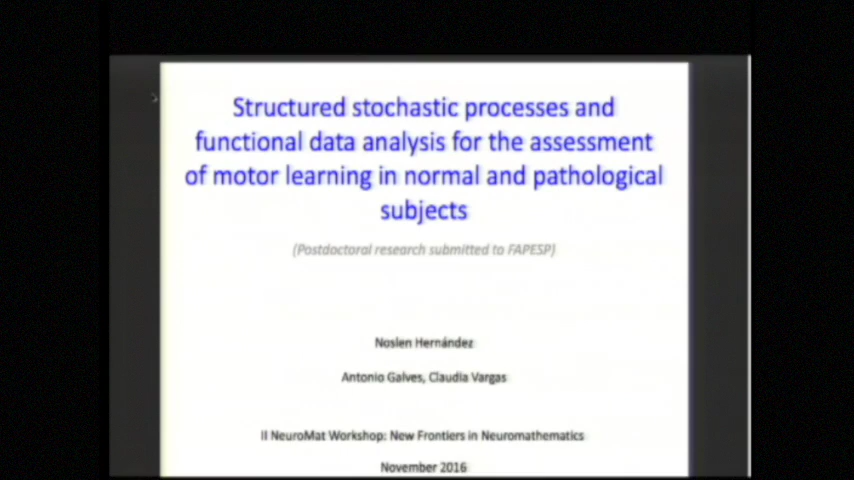 Structured stochastic processes and
functional data analysis for the assessment
of motor learning in normal and pathological
subjects
(Postdoctoral research submitted to FAPESP)
Noslen Hernández
Antonio Galves, Claudia Vargas
II NeuroMat Workshop: New Frontiers in Neuromathematics
November 2016